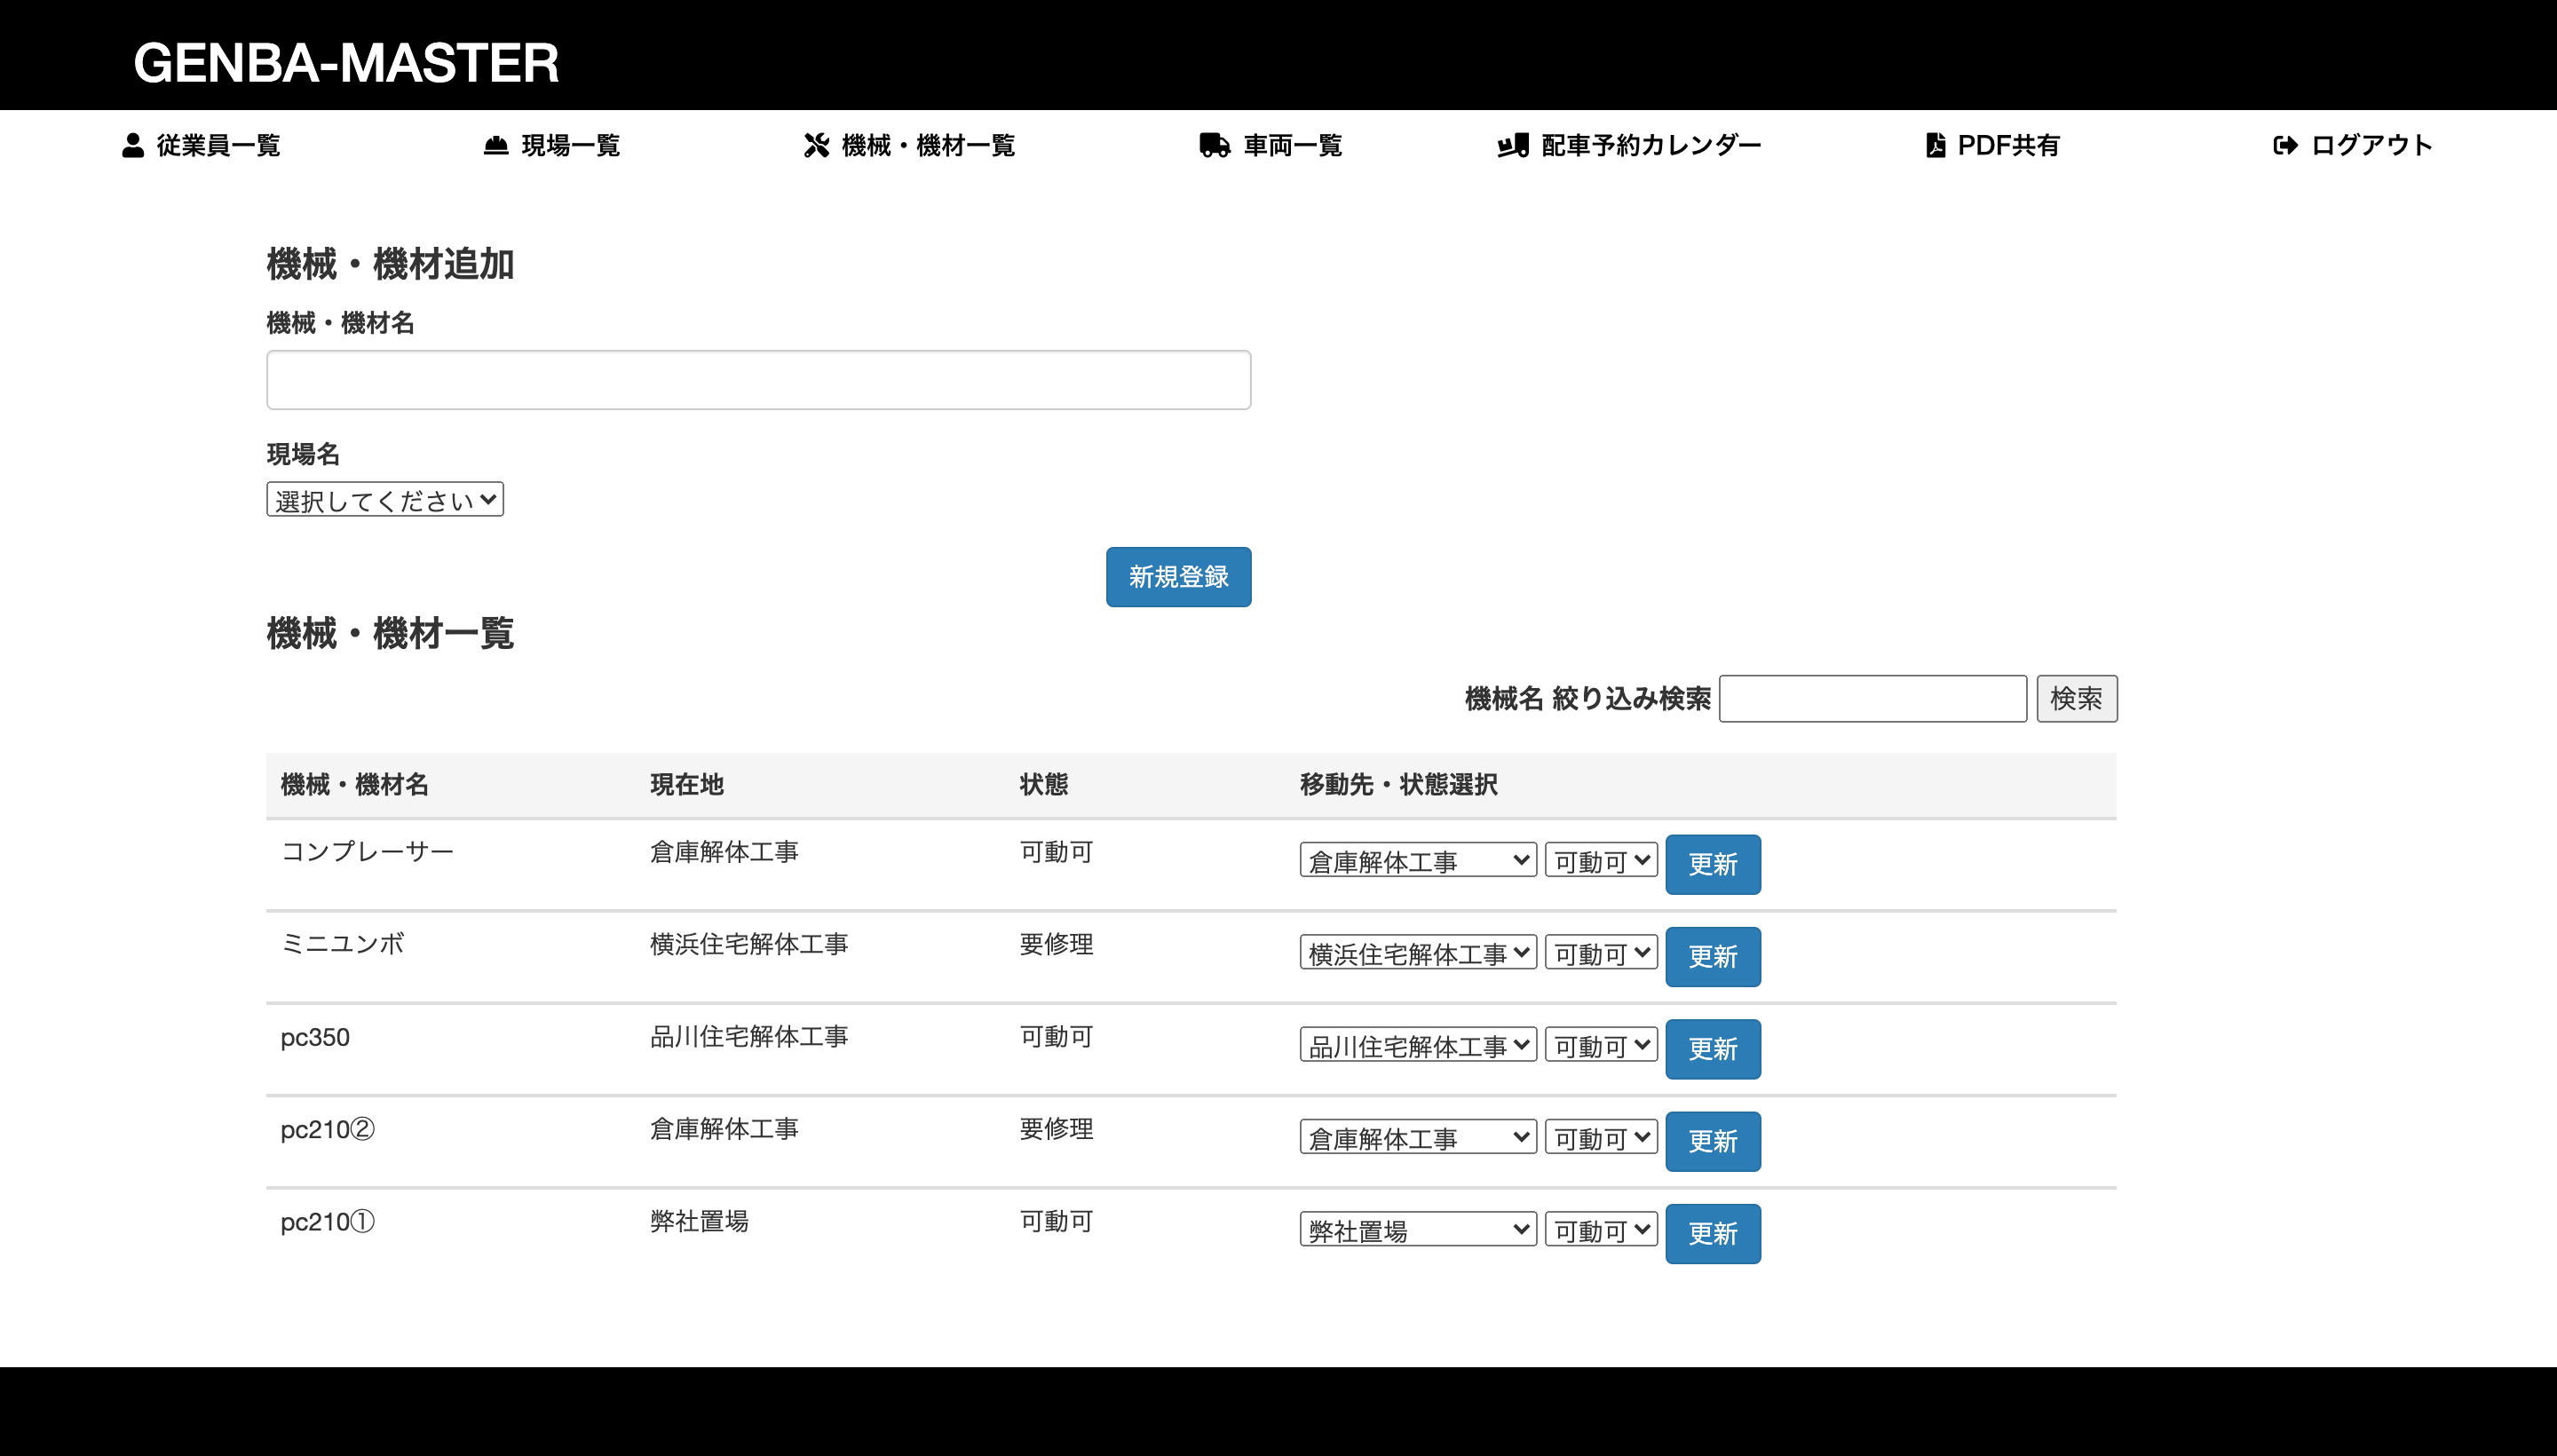 GENBA-MASTER
従業員一覧 現場一覧 機械・機材一覧 車両一覧 配車予約カレンダー PDF共有 ログアウト
機械・機材追加
機械・機材名
現場名
選択してください
新規登録
機械・機材一覧
機械名 絞り込み検索 検索
機械・機材名 現在地 状態 移動先・状態選択
コンプレーサー 倉庫解体工事 可動可 倉庫解体工事 可動可 更新
ミニユンボ 横浜住宅解体工事 要修理 横浜住宅解体工事 可動可 更新
pc350 品川住宅解体工事 可動可 品川住宅解体工事 可動可 更新
pc210② 倉庫解体工事 要修理 倉庫解体工事 可動可 更新
pc210① 弊社置場 可動可 弊社置場 可動可 更新